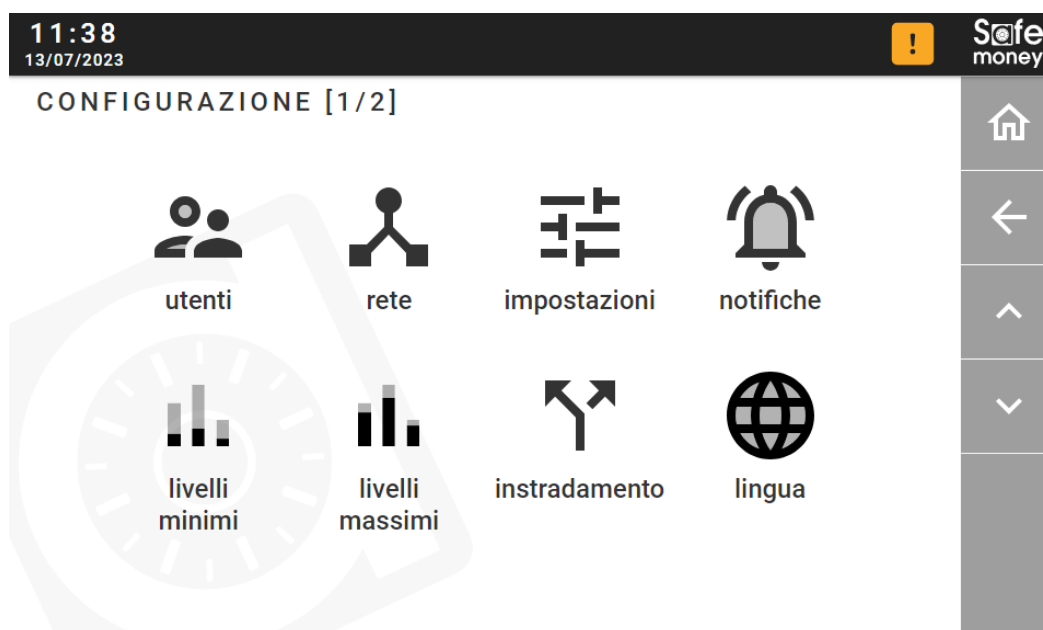 11:38
13/07/2023
!
Safe
money
CONFIGURAZIONE [1/2]
utenti
rete
impostazioni
notifiche
livelli
minimi
livelli
massimi
instradamento
lingua